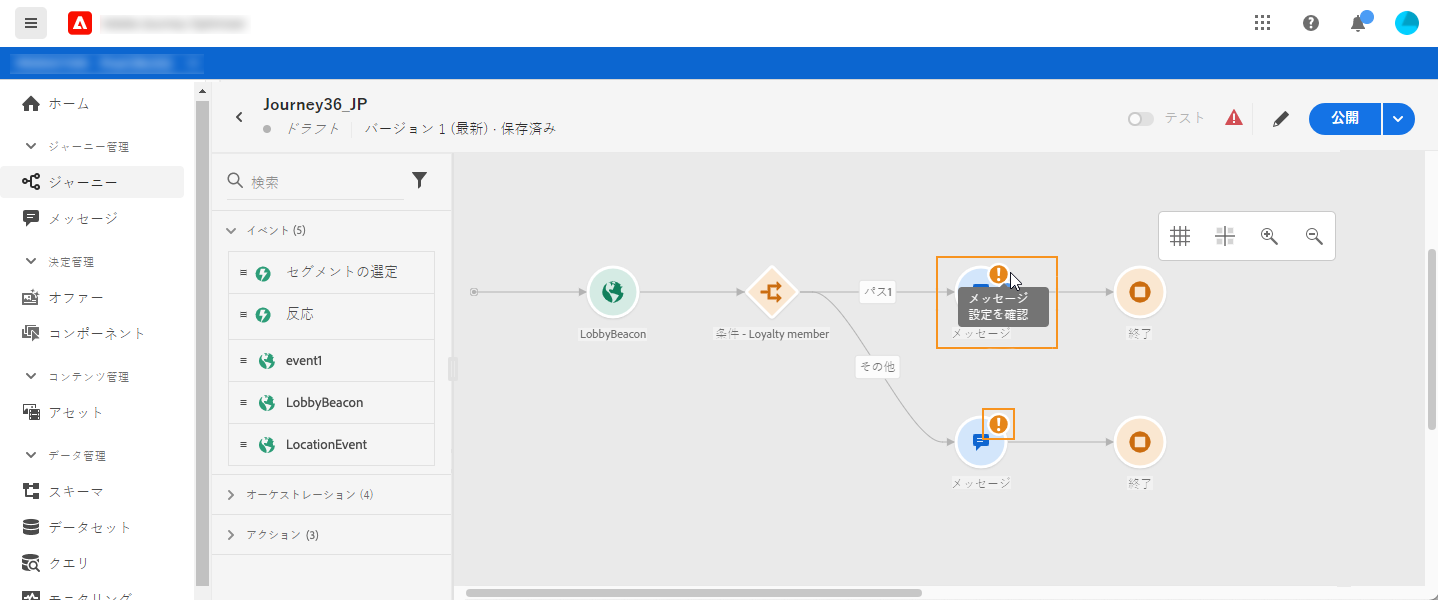 ホーム
ジャーニー管理
ジャーニー
メッセージ
決定管理
オファー
コンポーネント
コンテンツ管理
アセット
データ管理
スキーマ
データセット
クエリ
モニタリング
Journey36_JP
ドラフト
バージョン 1 (最新) · 保存済み
テスト
公開
検索
イベント (5)
セグメントの選定
反応
event1
LobbyBeacon
LocationEvent
オーケストレーション (4)
アクション (3)
LobbyBeacon
条件 - Loyalty member
パス1
その他
メッセージ
設定を確認
メッセージ
終了
メッセージ
終了